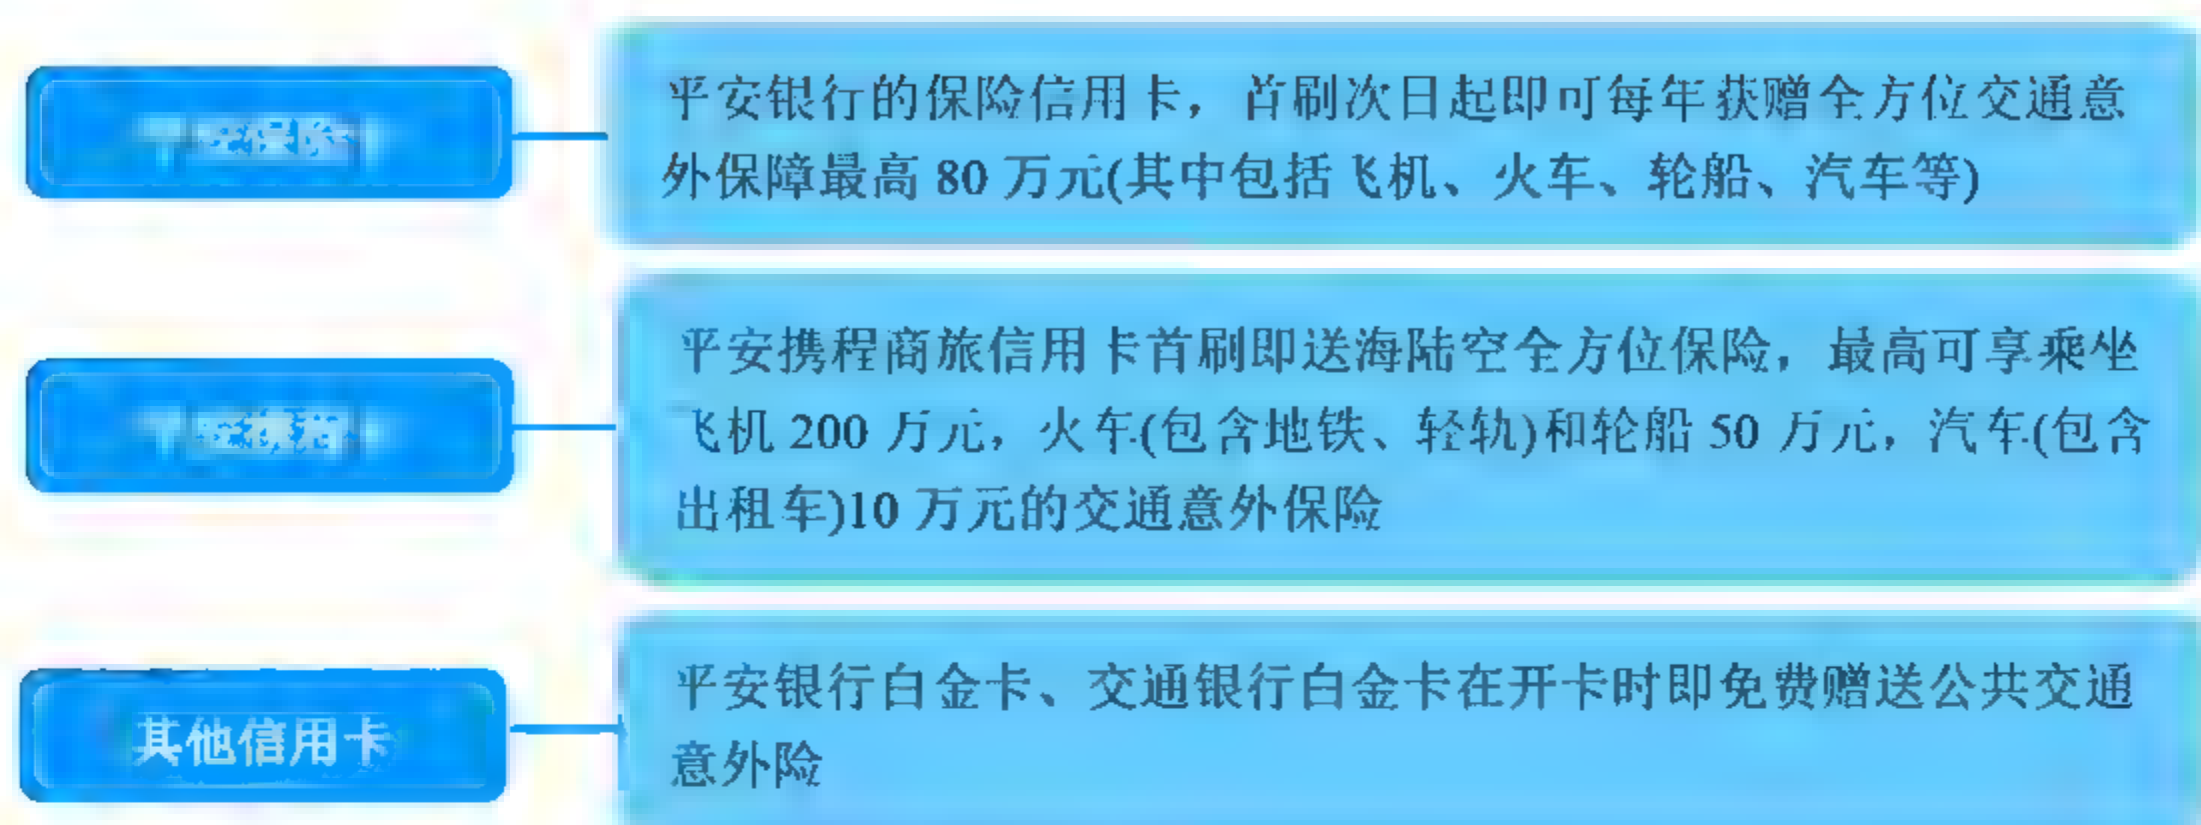 平安银行的保险信用卡，首刷次日起即可每年获赠全方位交通意
外保障最高 80 万元(其中包括飞机、火车、轮船、汽车等)
平安携程商旅信用卡首刷即送海陆空全方位保险，最高可享乘坐
飞机 200 万元，火车(包含地铁、轻轨)和轮船 50 万元，汽车(包含
出租车)10 万元的交通意外保险
其他信用卡
平安银行白金卡、交通银行白金卡在开卡时即免费赠送公共交通
意外险